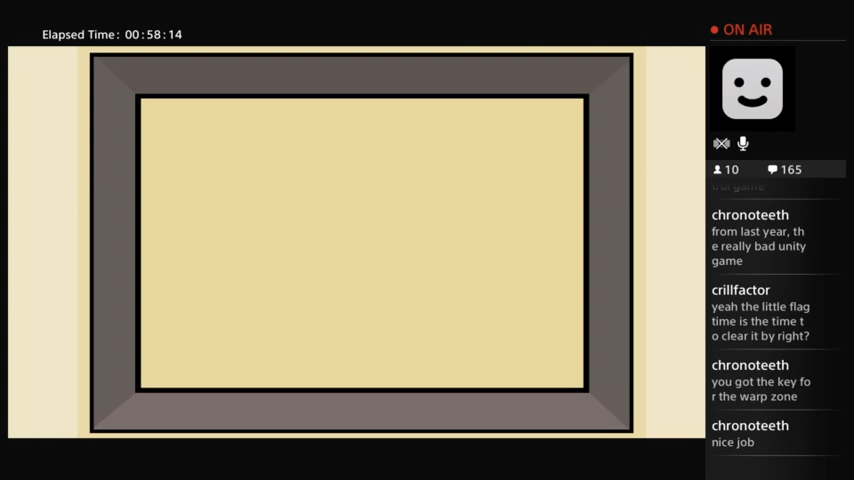 Elapsed Time: 00:58:14
ON AIR
10 165
chronoteeth
from last year, th
e really bad unity
game
crillfactor
yeah the little flag
time is the time t
o clear it by right?
chronoteeth
you got the key fo
r the warp zone
chronoteeth
nice job